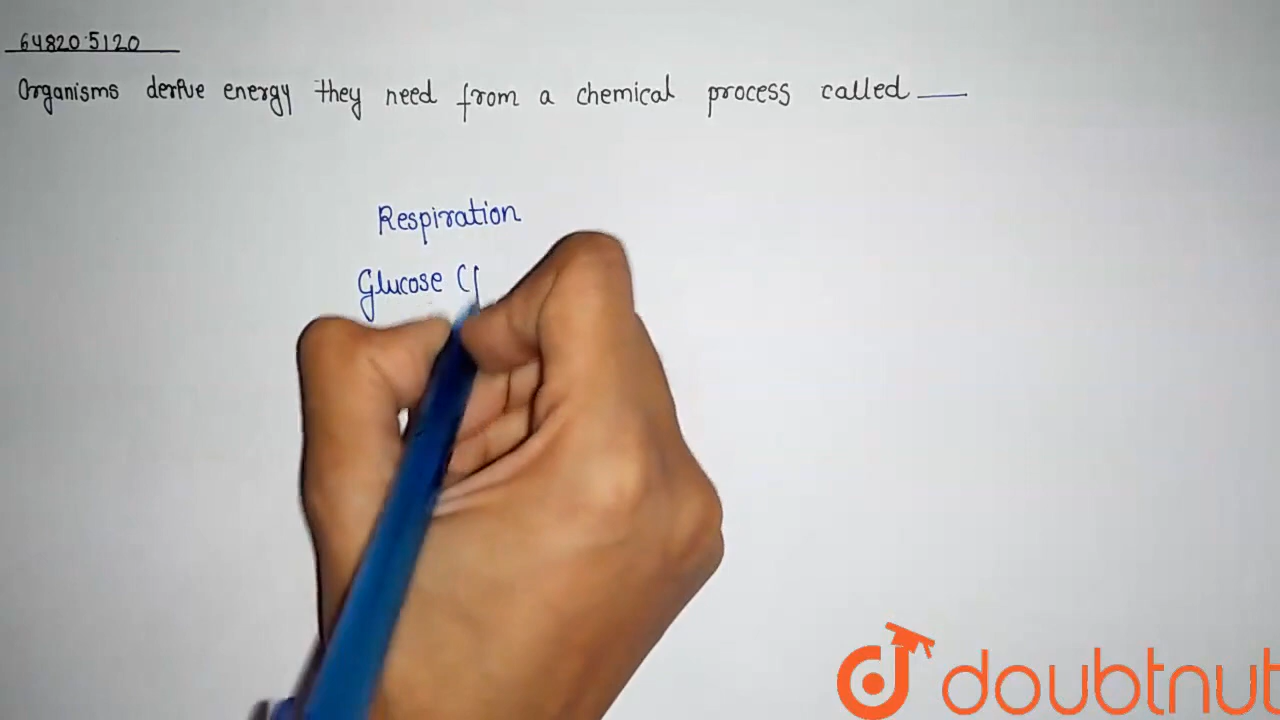 64820.5120
Organisms derive energy they need from a chemical process called ____
Respiration
Glucose (
doubtnut